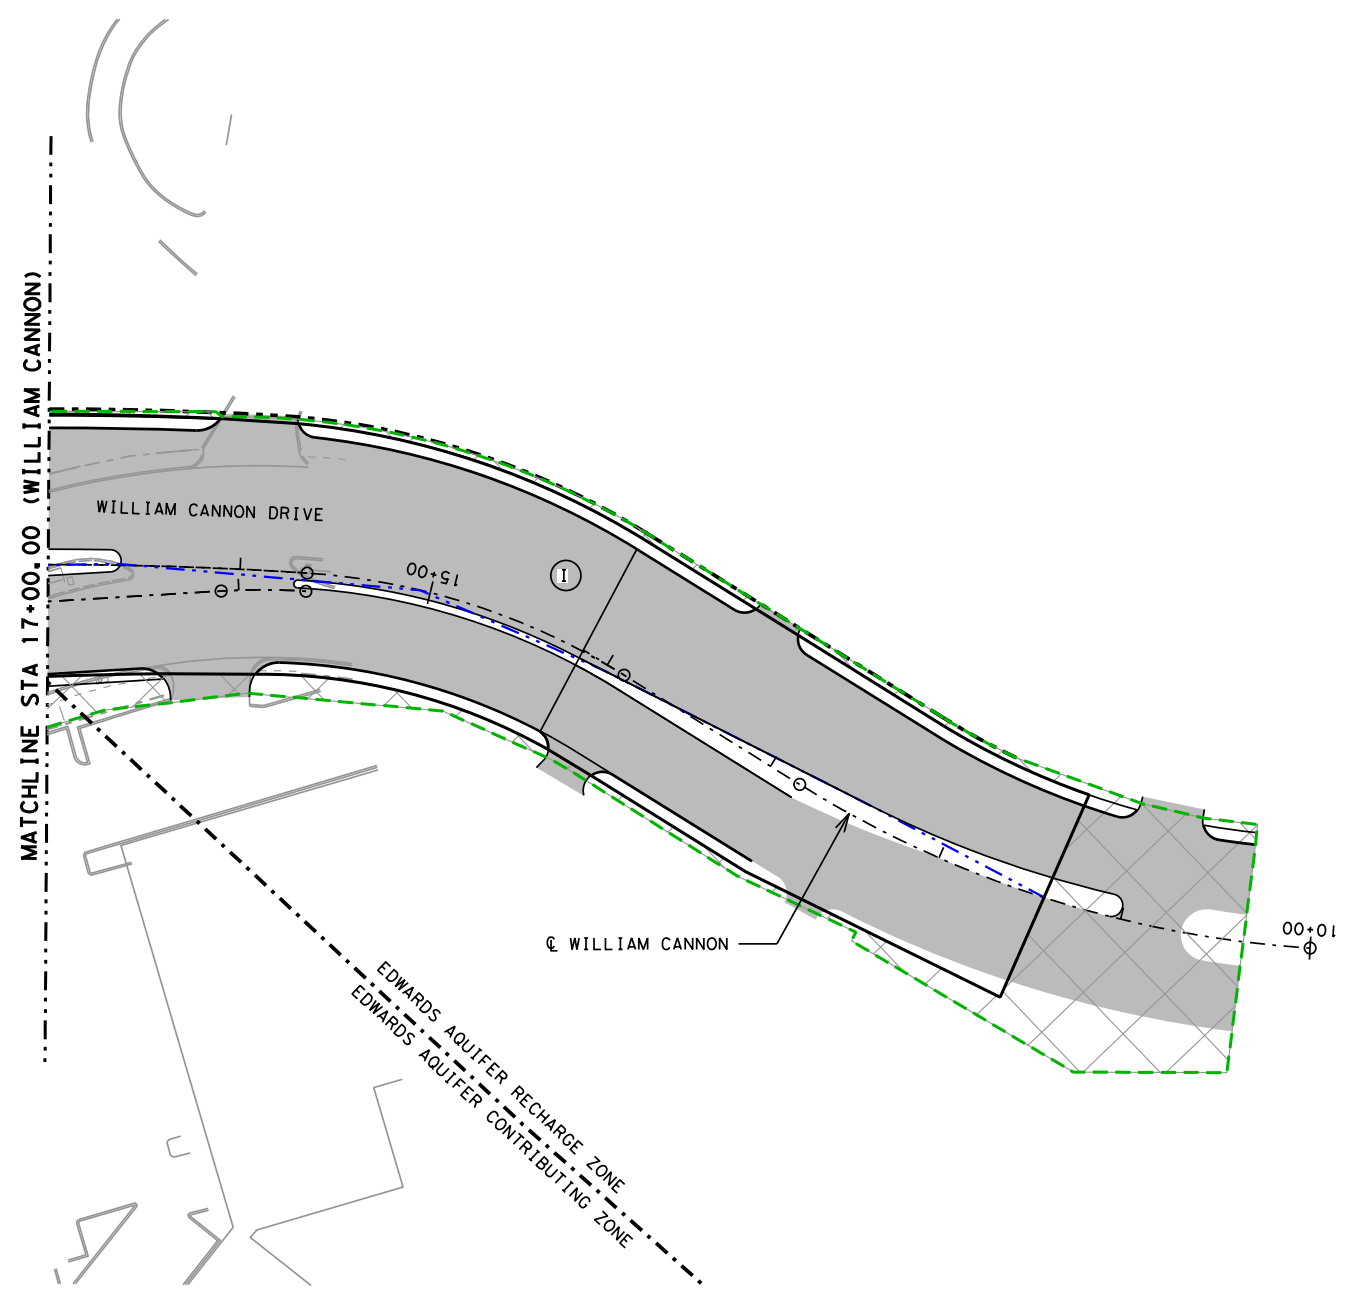 MATCHLINE STA 17+00.00 (WILLIAM CANNON)
WILLIAM CANNON DRIVE
15+00
I
℄ WILLIAM CANNON
10+00
EDWARDS AQUIFER RECHARGE ZONE
EDWARDS AQUIFER CONTRIBUTING ZONE